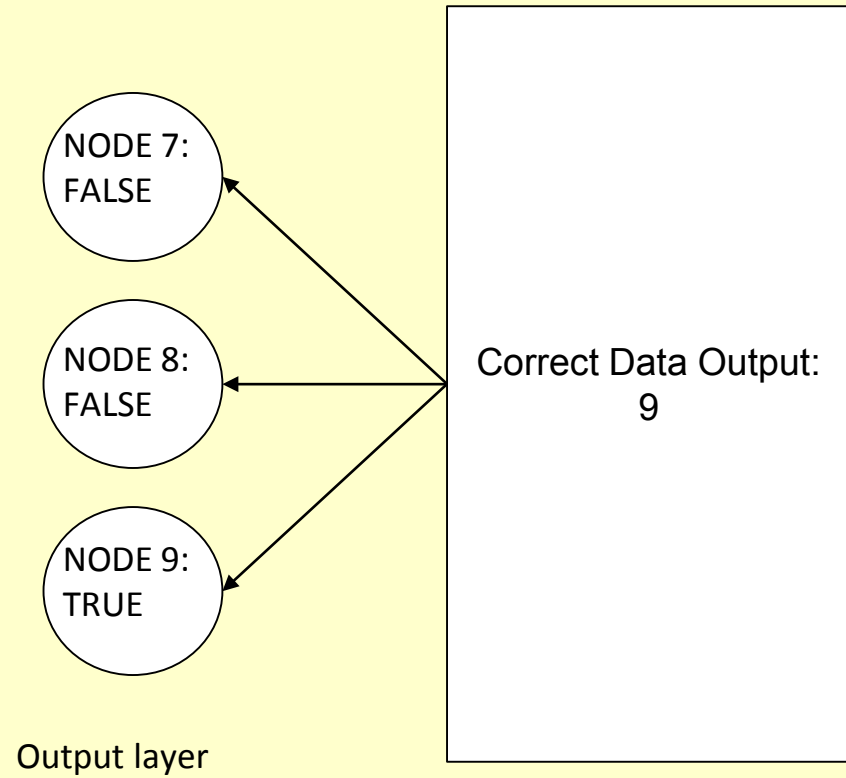 NODE 7:
FALSE
NODE 8:
FALSE
NODE 9:
TRUE
Output layer
Correct Data Output:
9